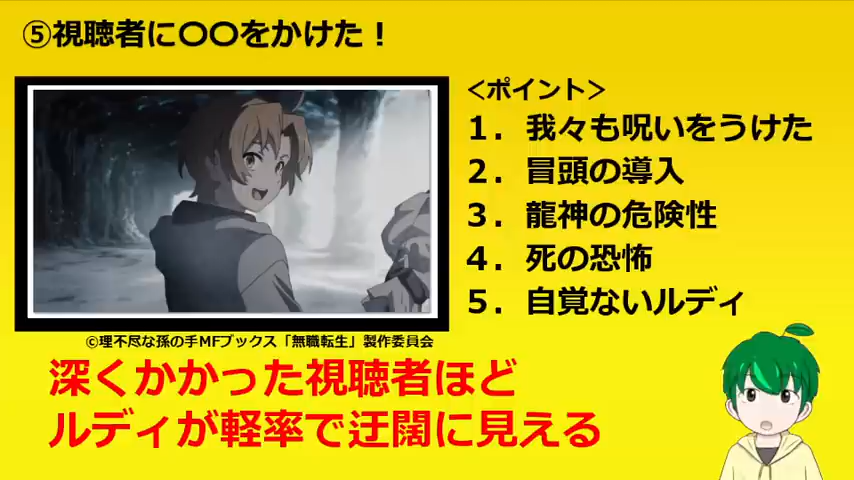 ⑤視聴者に〇〇をかけた！
<ポイント>
１．我々も呪いをうけた
２．冒頭の導入
３．龍神の危険性
４．死の恐怖
５．自覚ないルディ
©理不尽な孫の手MFブックス「無職転生」製作委員会
深くかかった視聴者ほど
ルディが軽率で迂闊に見える